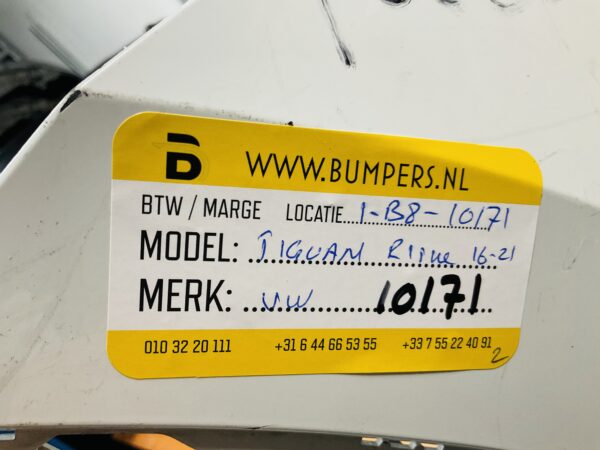 B WWW.BUMPERS.NL
BTW / MARGE LOCATIE 1-B8-10171
MODEL: TIGUAN Rline 16-21
MERK: VW 10171
010 32 20 111 +31 6 44 66 53 55 +33 7 55 22 40 91
2